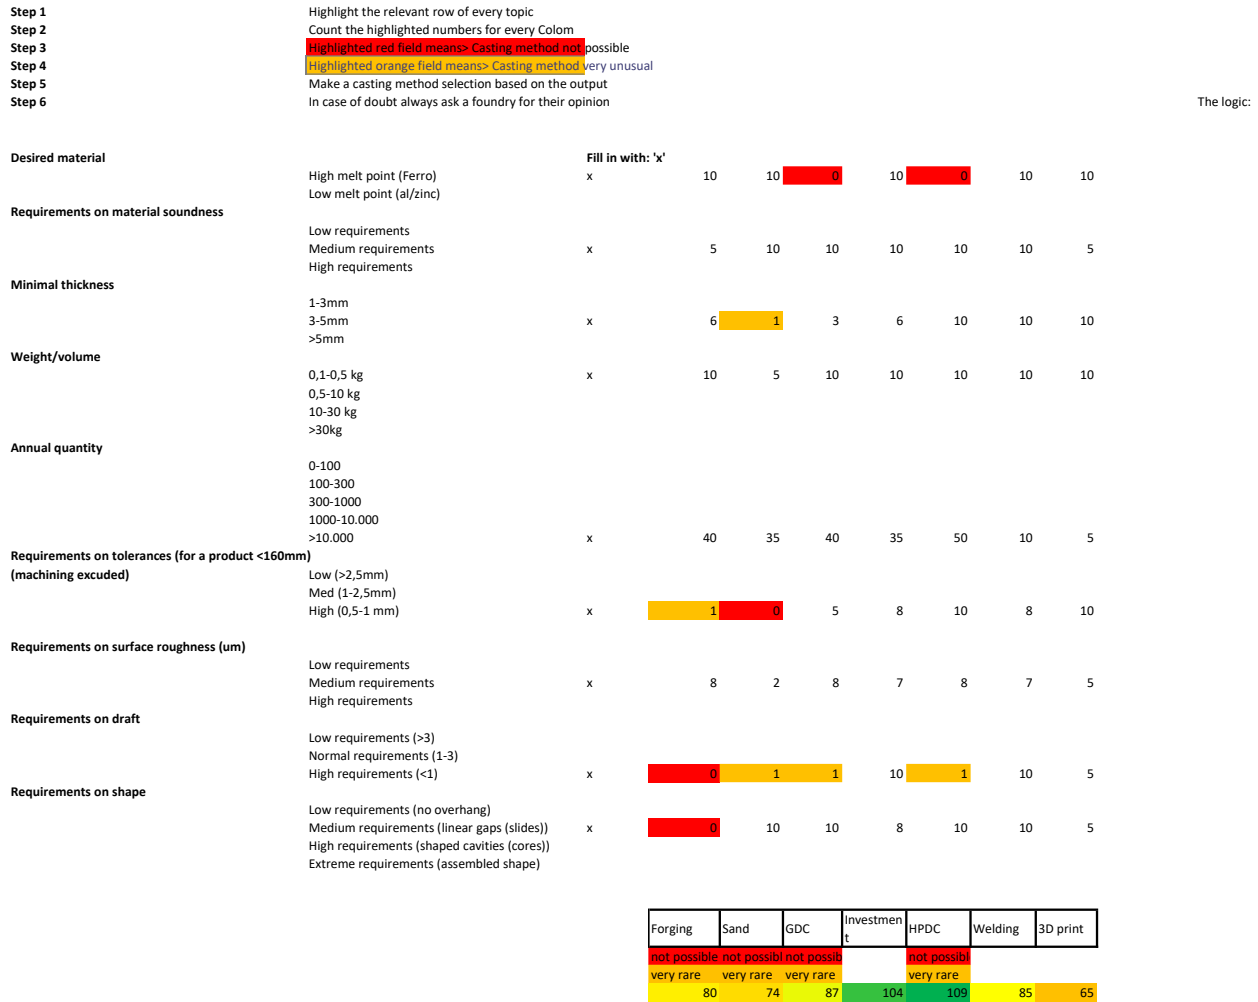 Step 1 Highlight the relevant row of every topic
Step 2 Count the highlighted numbers for every Colom
Step 3 Highlighted red field means> Casting method not possible
Step 4 Highlighted orange field means> Casting method very unusual
Step 5 Make a casting method selection based on the output
Step 6 In case of doubt always ask a foundry for their opinion The logic:
Desired material Fill in with: 'x'
High melt point (Ferro) x 10 10 0 10 0 10 10
Low melt point (al/zinc)
Requirements on material soundness
Low requirements
Medium requirements x 5 10 10 10 10 10 5
High requirements
Minimal thickness
1-3mm
3-5mm x 6 1 3 6 10 10 10
>5mm
Weight/volume
0,1-0,5 kg x 10 5 10 10 10 10 10
0,5-10 kg
10-30 kg
>30kg
Annual quantity
0-100
100-300
300-1000
1000-10.000
>10.000 x 40 35 40 35 50 10 5
Requirements on tolerances (for a product <160mm)
(machining excuded) Low (>2,5mm)
Med (1-2,5mm)
High (0,5-1 mm) x 1 0 5 8 10 8 10
Requirements on surface roughness (um)
Low requirements
Medium requirements x 8 2 8 7 8 7 5
High requirements
Requirements on draft
Low requirements (>3)
Normal requirements (1-3)
High requirements (<1) x 0 1 1 10 1 10 5
Requirements on shape
Low requirements (no overhang)
Medium requirements (linear gaps (slides)) x 0 10 10 8 10 10 5
High requirements (shaped cavities (cores))
Extreme requirements (assembled shape)
Forging Sand GDC Investmen
t HPDC Welding 3D print
not possible not possibl not possib not possibl
very rare very rare very rare very rare
80 74 87 104 109 85 65